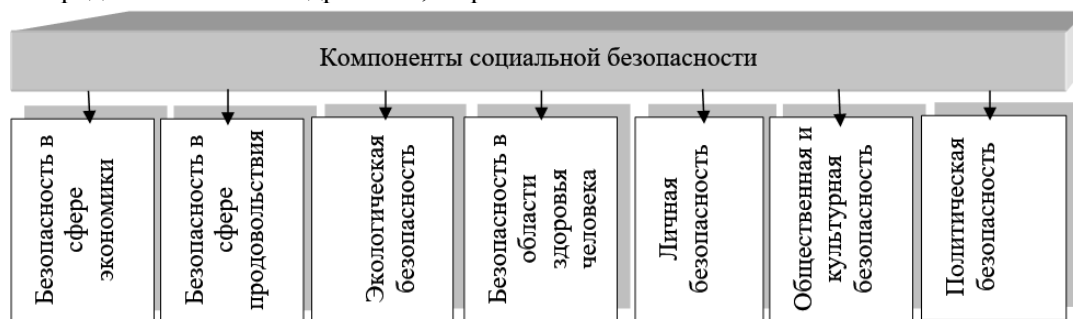 Компоненты социальной безопасности
Безопасность в
сфере
экономики
Безопасность в
сфере
продовольствия
Экологическая
безопасность
Безопасность в
области
здоровья
человека
Личная
безопасность
Общественная и
культурная
безопасность
Политическая
безопасность